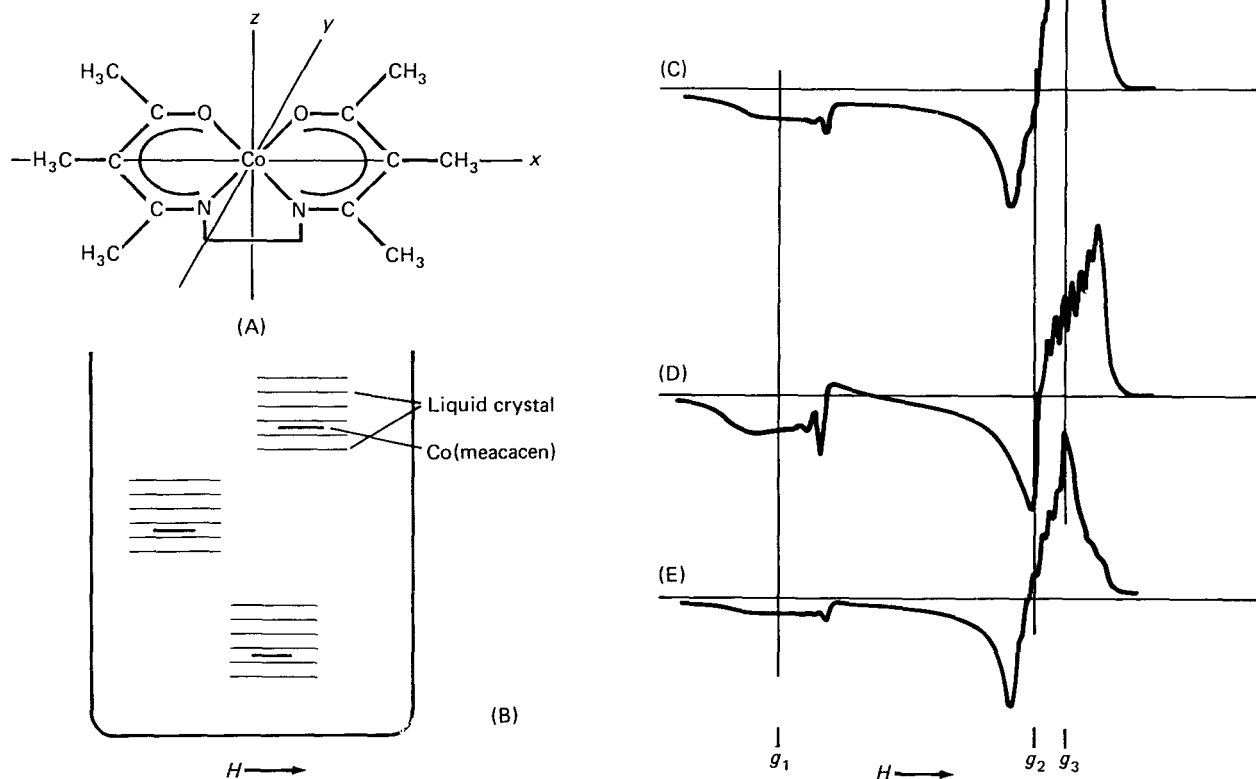 z
y
H₃C
CH₃
C
O
O
C
H₃C
C
Co
C
CH₃
x
C
N
N
C
H₃C
CH₃
(A)
Liquid crystal
Co(meacacen)
(B)
H
(C)
(D)
(E)
g₁
H
g₂
g₃